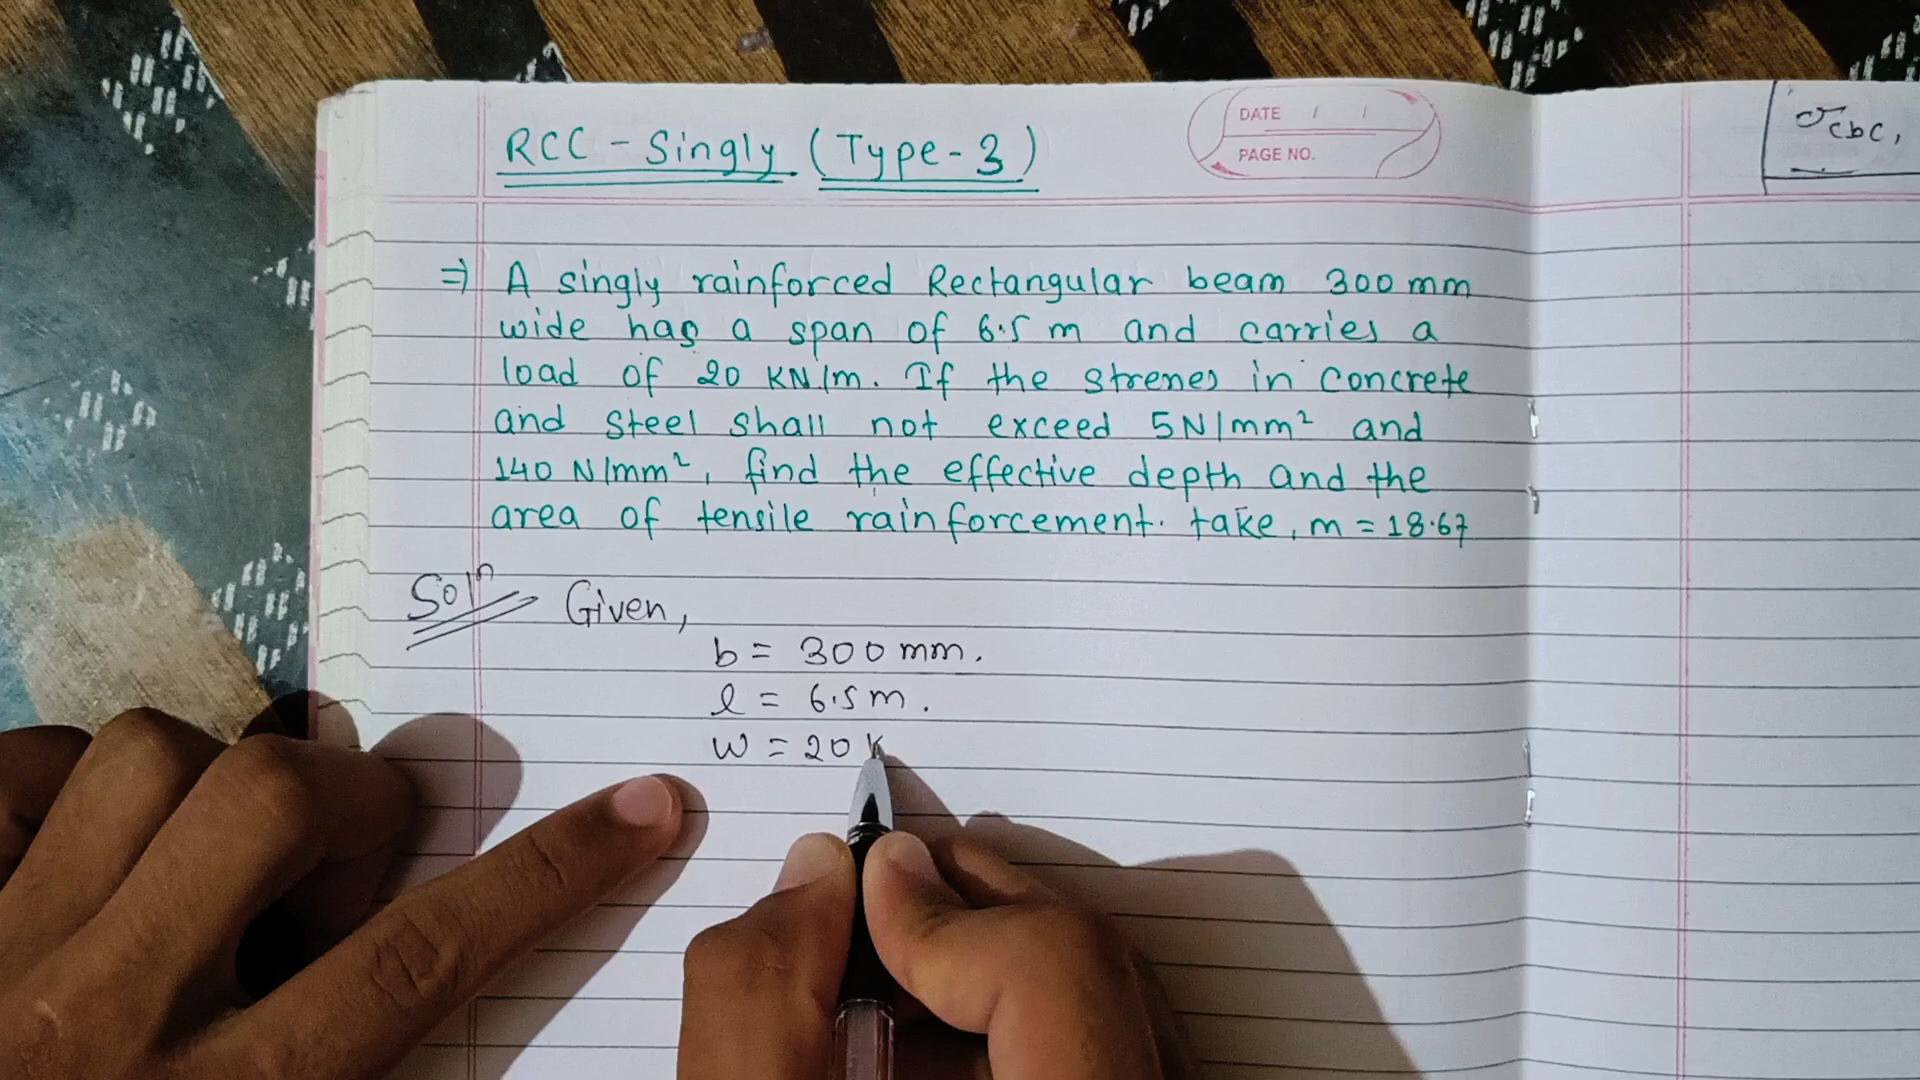 RCC - Singly (Type-3)
DATE / /
PAGE NO.
σcbc,
⇒ A singly rainforced Rectangular beam 300 mm
wide has a span of 6.5 m and carries a
load of 20 KN/m. If the stresses in concrete
and steel shall not exceed 5N/mm² and
140 N/mm², find the effective depth and the
area of tensile rainforcement. take, m = 18.67
Solⁿ Given,
b = 300 mm.
l = 6.5 m.
w = 20 K